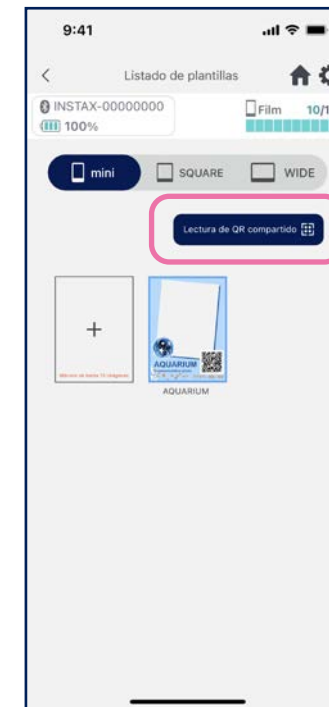 9:41
Listado de plantillas
INSTAX-00000000
100%
Film 10/1
mini
SQUARE
WIDE
Lectura de QR compartido
+
AQUARIUM
AQUARIUM